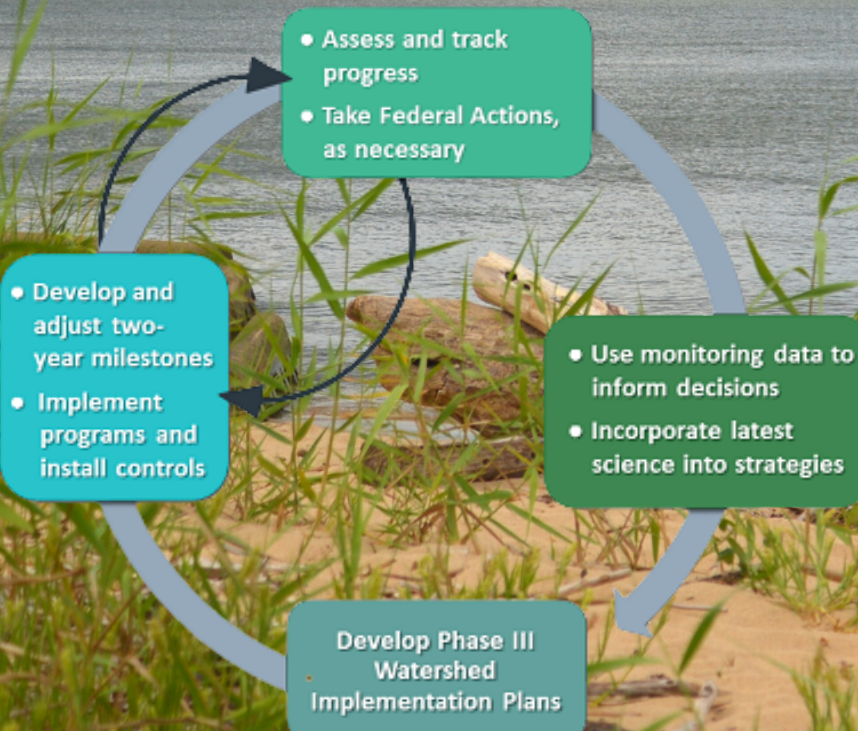 • Assess and track
progress
• Take Federal Actions,
as necessary
• Use monitoring data to
inform decisions
• Incorporate latest
science into strategies
Develop Phase III
Watershed
Implementation Plans
• Develop and
adjust two-
year milestones
• Implement
programs and
install controls